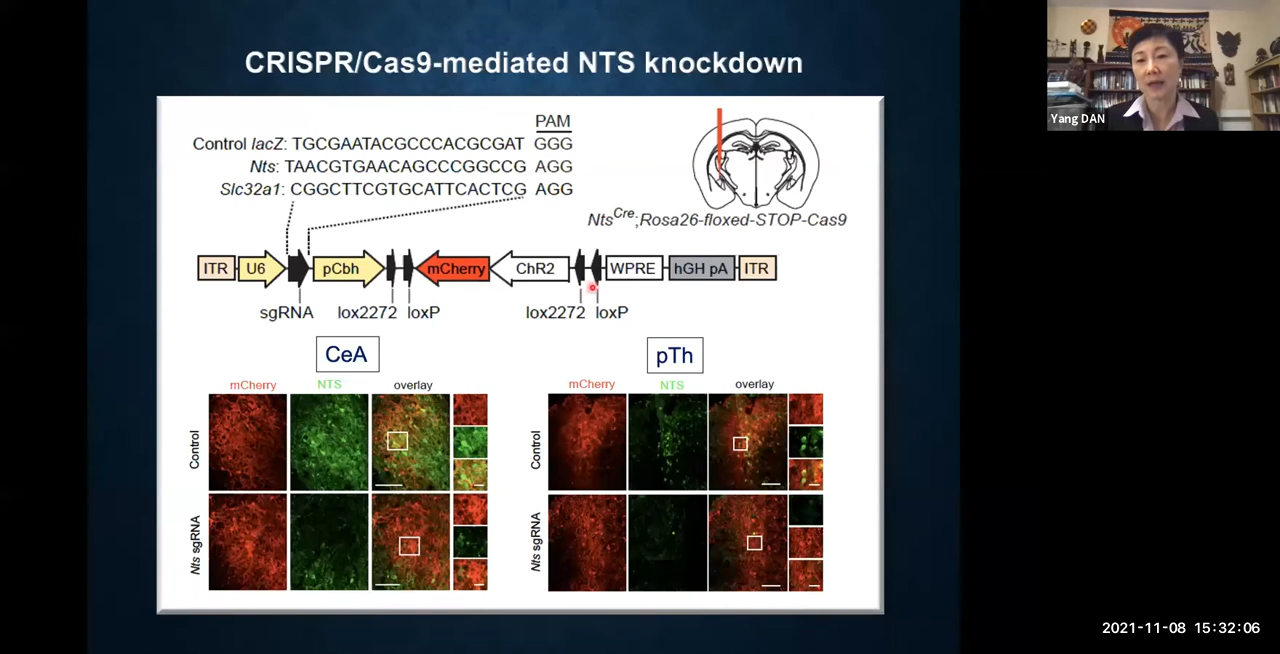 CRISPR/Cas9-mediated NTS knockdown
Yang DAN
PAM
Control lacZ: TGCGAATACGCCCACGCGAT GGG
Nts: TAACGTGAACAGCCCGGCCG AGG
Slc32a1: CGGCTTCGTGCATTCACTCG AGG
NtsCre;Rosa26-floxed-STOP-Cas9
ITR U6 pCbh mCherry ChR2 WPRE hGH pA ITR
sgRNA lox2272 loxP lox2272 loxP
CeA pTh
mCherry NTS overlay mCherry NTS overlay
Control Control
Nts sgRNA Nts sgRNA
2021-11-08 15:32:06